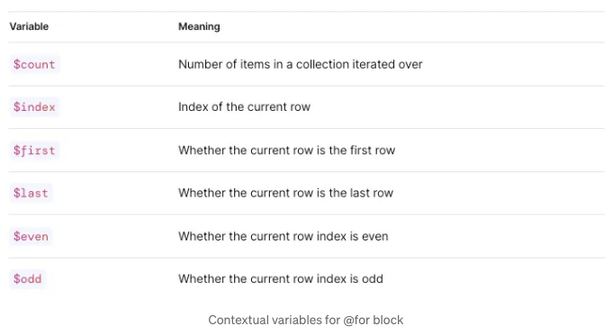 Variable Meaning
$count Number of items in a collection iterated over
$index Index of the current row
$first Whether the current row is the first row
$last Whether the current row is the last row
$even Whether the current row index is even
$odd Whether the current row index is odd
Contextual variables for @for block